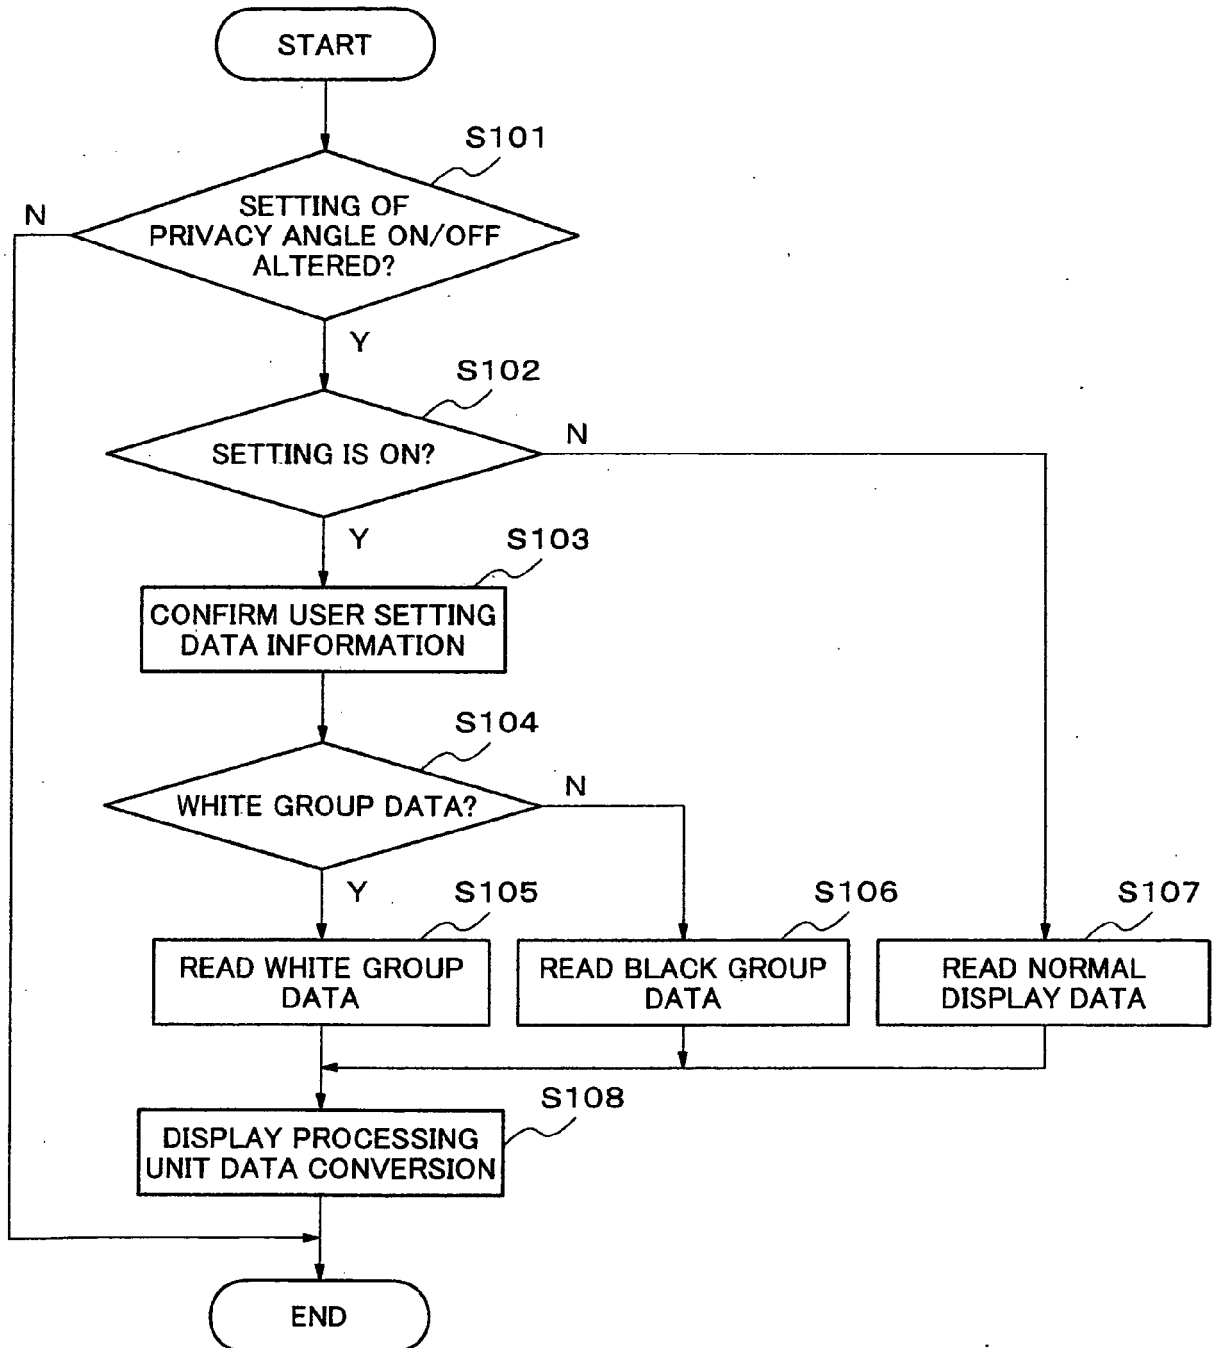 START
S101
N
SETTING OF
PRIVACY ANGLE ON/OFF
ALTERED?
Y
S102
N
SETTING IS ON?
Y
S103
CONFIRM USER SETTING
DATA INFORMATION
S104
N
WHITE GROUP DATA?
Y
S105
S106
S107
READ WHITE GROUP
DATA
READ BLACK GROUP
DATA
READ NORMAL
DISPLAY DATA
S108
DISPLAY PROCESSING
UNIT DATA CONVERSION
END